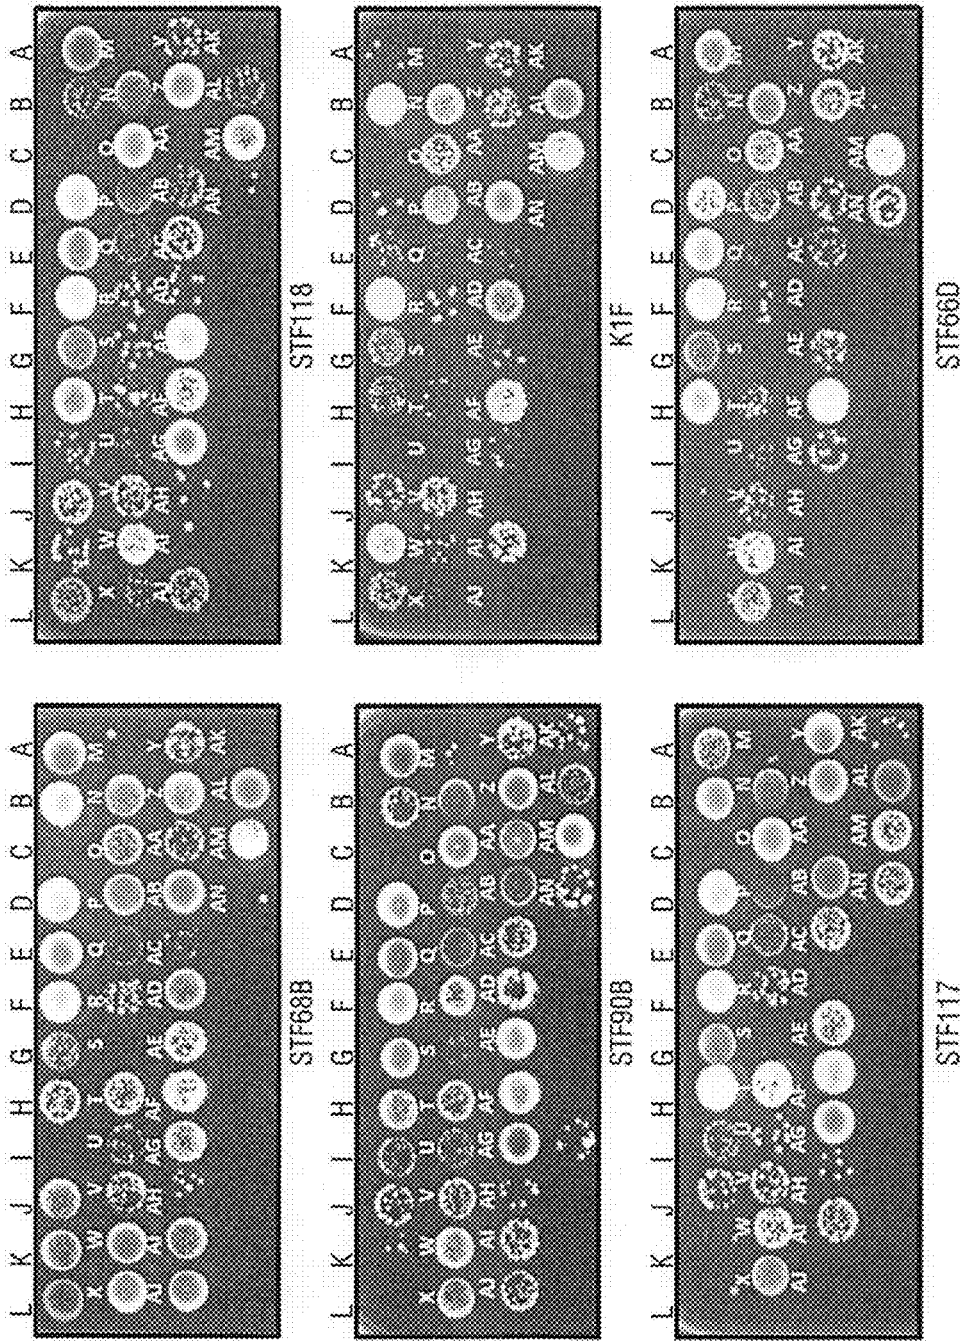 L K J I H G F E D C B A
X W V U T S R Q P O N M
AJ AI AH AG AF AE AD AC AB AA Z Y
AN AM AL AK
STF68B
L K J I H G F E D C B A
X W V U T S R Q P O N M
AJ AI AH AG AF AE AD AC AB AA Z Y
AN AM AL AK
STF118
L K J I H G F E D C B A
X W V U T S R Q P O N M
AJ AI AH AG AF AE AD AC AB AA Z Y
AN AM AL AK
STF90B
L K J I H G F E D C B A
X W V U T S R Q P O N M
AJ AI AH AG AF AE AD AC AB AA Z Y
AN AM AL AK
K1F
L K J I H G F E D C B A
X W V U S R Q O N M
AJ AI AH AG AF AE AD AC AB AA Z Y
AN AM AL AK
STF117
L K J I H G F E D C B A
V U T S R Q P O N M
AJ AI AH AG AF AE AD AC AB AA Z Y
AN AM AL AK
STF66D